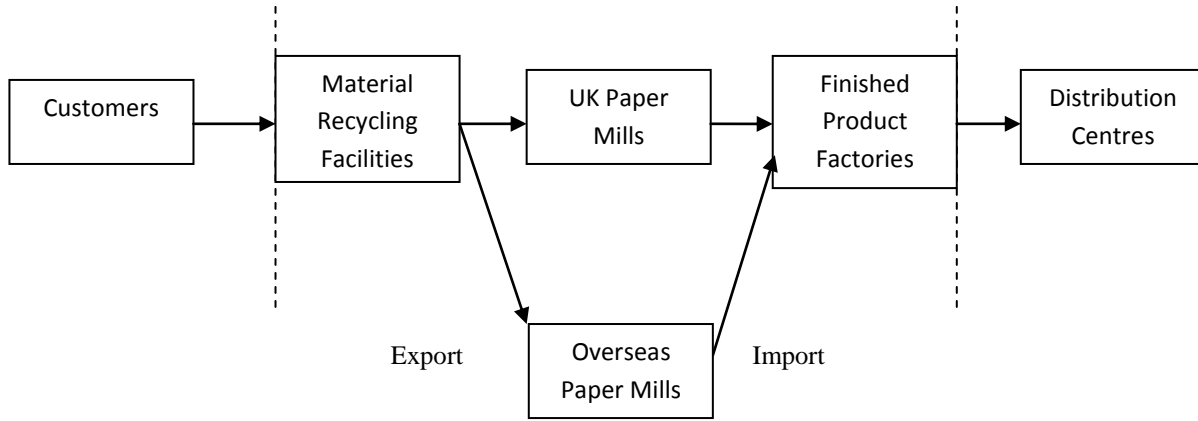 Customers
Material
Recycling
Facilities
UK Paper
Mills
Finished
Product
Factories
Distribution
Centres
Export
Overseas
Paper Mills
Import